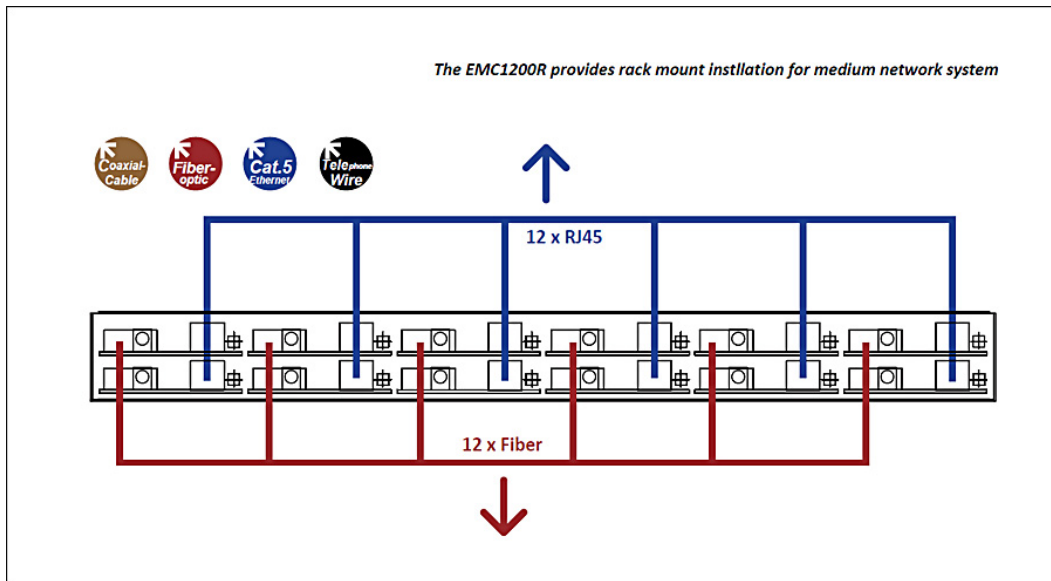 The EMC1200R provides rack mount instllation for medium network system
Coaxial-
Cable
Fiber-
optic
Cat.5
Ethernet
Telephone
Wire
12 x RJ45
12 x Fiber